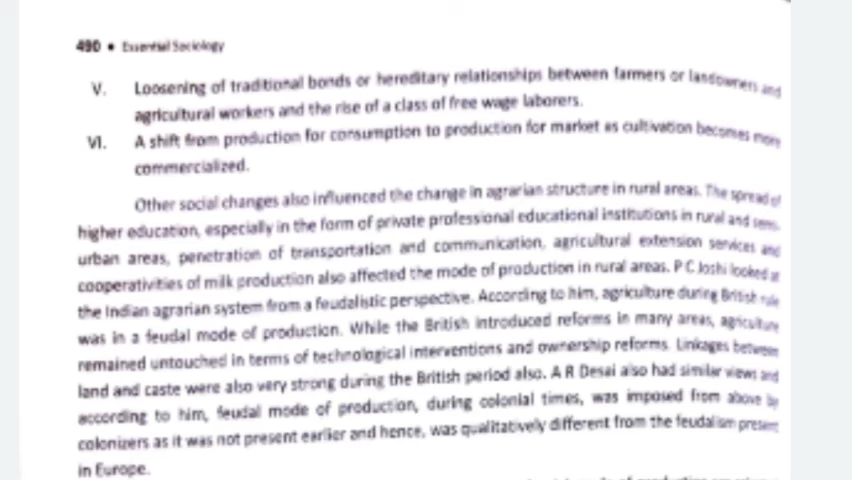 490 • Essential Sociology
V. Loosening of traditional bonds or hereditary relationships between farmers or landowners and
agricultural workers and the rise of a class of free wage laborers.
VI. A shift from production for consumption to production for market as cultivation becomes more
commercialized.
Other social changes also influenced the change in agrarian structure in rural areas. The spread of
higher education, especially in the form of private professional educational institutions in rural and semi-
urban areas, penetration of transportation and communication, agricultural extension services and
cooperativities of milk production also affected the mode of production in rural areas. P C Joshi looked at
the Indian agrarian system from a feudalistic perspective. According to him, agriculture during British rule
was in a feudal mode of production. While the British introduced reforms in many areas, agriculture
remained untouched in terms of technological interventions and ownership reforms. Linkages between
land and caste were also very strong during the British period also. A R Desai also had similar views and
according to him, feudal mode of production, during colonial times, was imposed from above by
colonizers as it was not present earlier and hence, was qualitatively different from the feudalism present
in Europe.